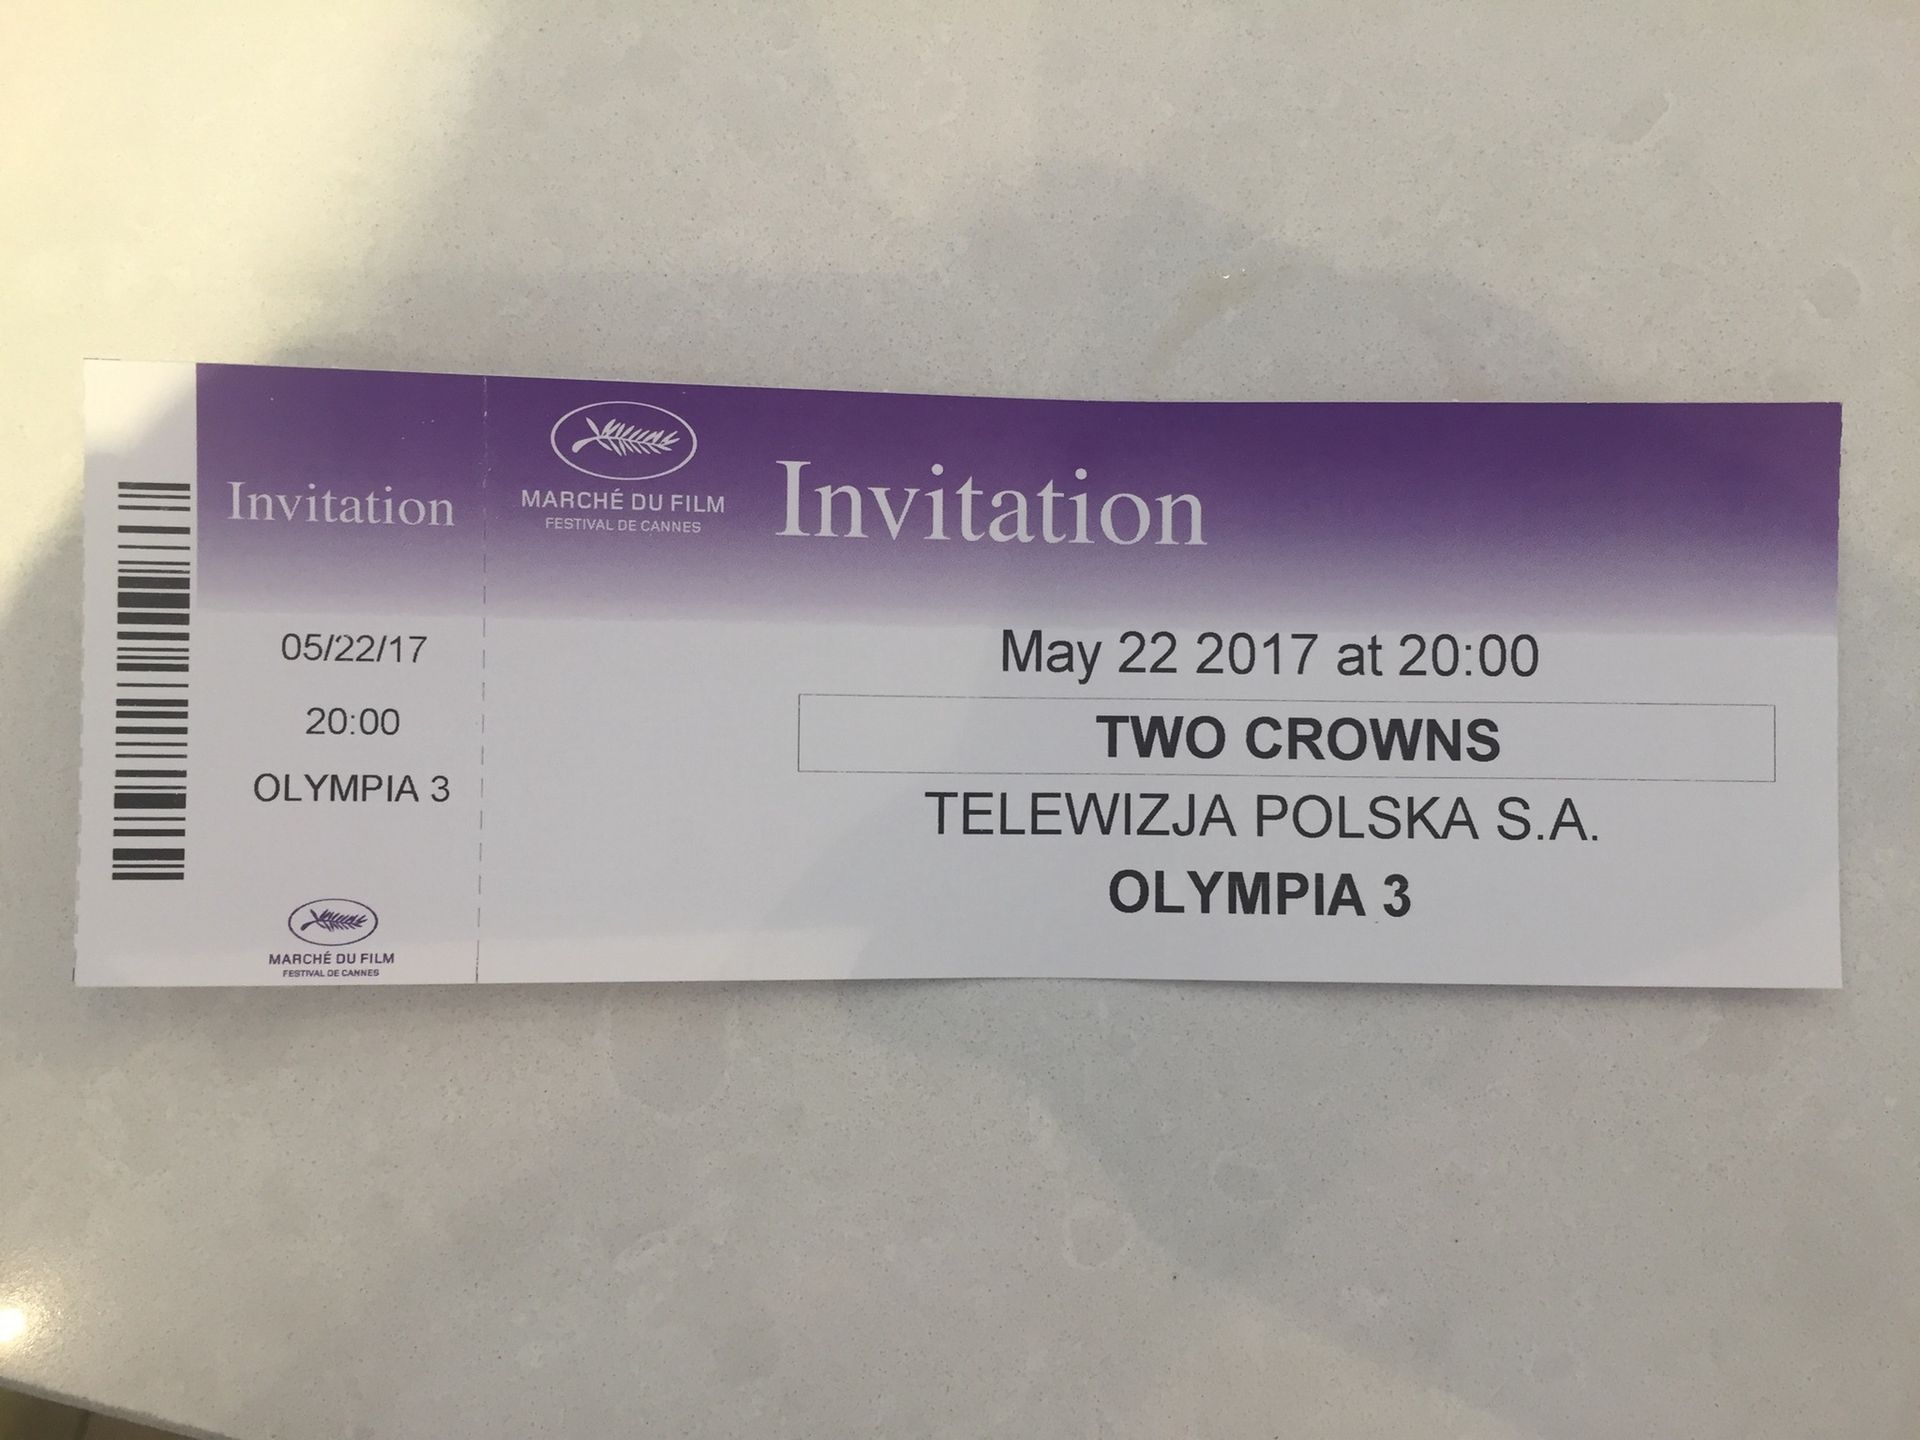 Invitation
05/22/17
20:00
OLYMPIA 3
MARCHÉ DU FILM
FESTIVAL DE CANNES
MARCHÉ DU FILM
FESTIVAL DE CANNES
Invitation
May 22 2017 at 20:00
TWO CROWNS
TELEWIZJA POLSKA S.A.
OLYMPIA 3